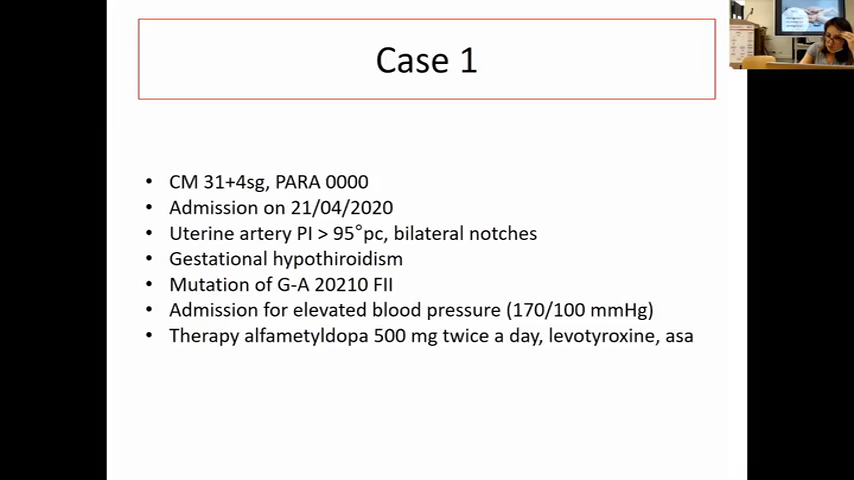 Case 1
• CM 31+4sg, PARA 0000
• Admission on 21/04/2020
• Uterine artery PI > 95°pc, bilateral notches
• Gestational hypothiroidism
• Mutation of G-A 20210 FII
• Admission for elevated blood pressure (170/100 mmHg)
• Therapy alfametyldopa 500 mg twice a day, levotyroxine, asa